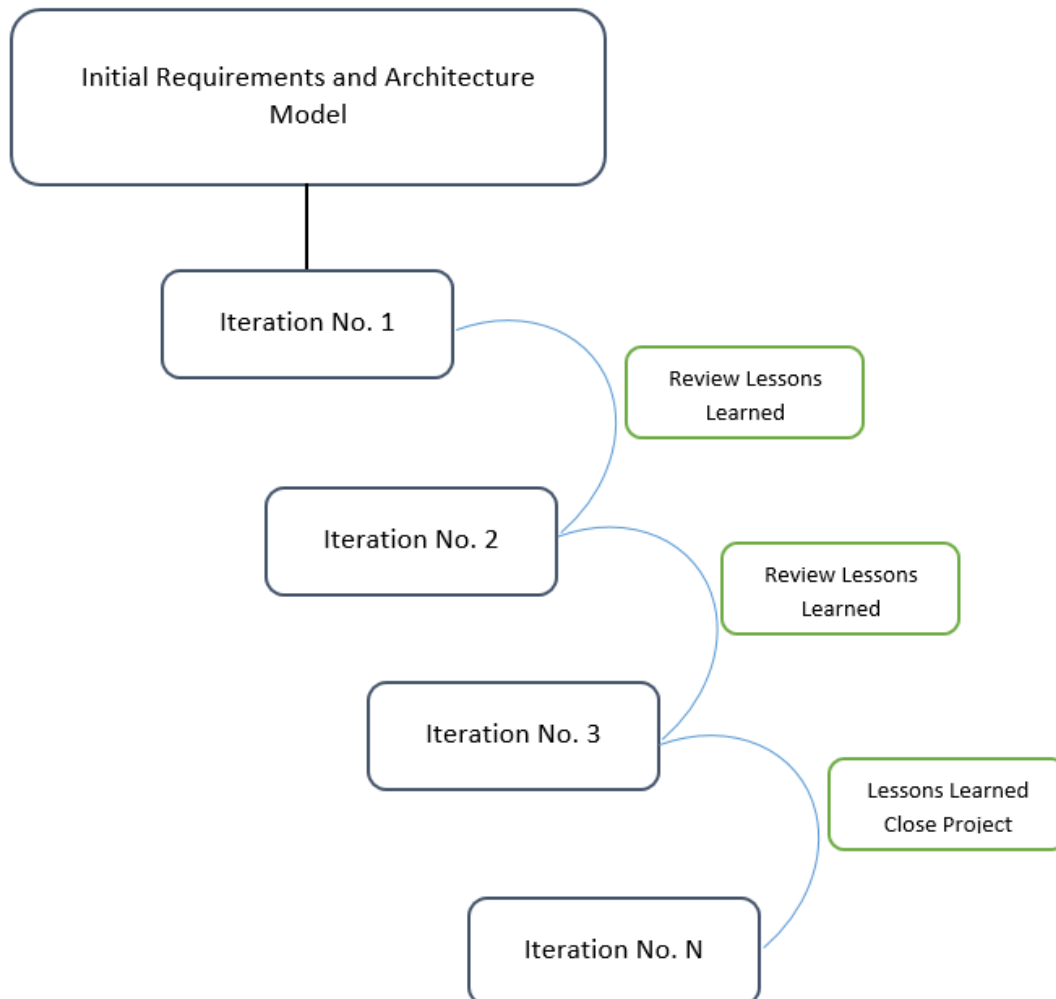 Initial Requirements and Architecture
Model
Iteration No. 1
Review Lessons
Learned
Iteration No. 2
Review Lessons
Learned
Iteration No. 3
Lessons Learned
Close Project
Iteration No. N